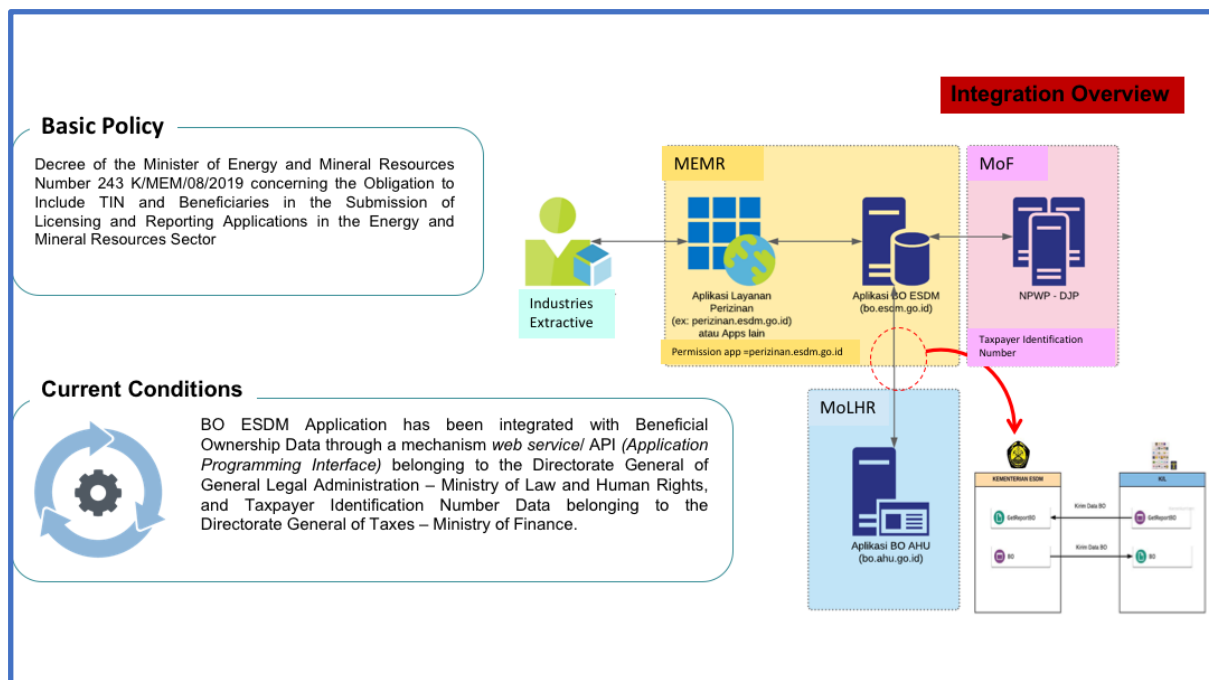 Integration Overview
Basic Policy
Decree of the Minister of Energy and Mineral Resources
Number 243 K/MEM/08/2019 concerning the Obligation to
Include TIN and Beneficiaries in the Submission of
Licensing and Reporting Applications in the Energy and
Mineral Resources Sector
MEMR
MoF
Industries
Extractive
Aplikasi Layanan
Perizinan
(ex: perizinan.esdm.go.id)
atau Apps lain
Aplikasi BO ESDM
(bo.esdm.go.id)
NPWP - DJP
Permission app =perizinan.esdm.go.id
Taxpayer Identification
Number
Current Conditions
BO ESDM Application has been integrated with Beneficial
Ownership Data through a mechanism web service/ API (Application
Programming Interface) belonging to the Directorate General of
General Legal Administration – Ministry of Law and Human Rights,
and Taxpayer Identification Number Data belonging to the
Directorate General of Taxes – Ministry of Finance.
MoLHR
Aplikasi BO AHU
(bo.ahu.go.id)
KEMENTERIAN ESDM
K/L
GetReportBO
Kirim Data BO
GetReportBO
BO
Kirim Data BO
BO